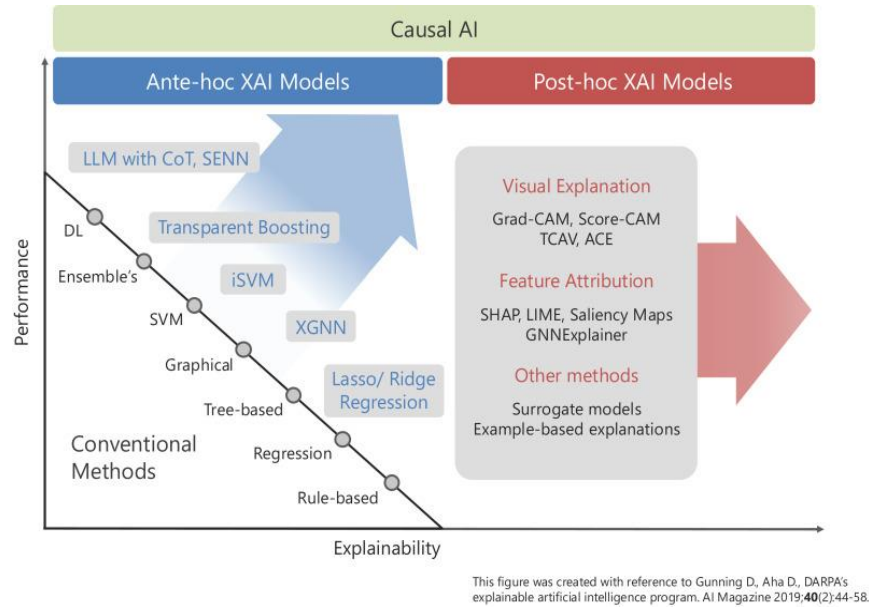 Causal AI
Ante-hoc XAI Models
Post-hoc XAI Models
Performance
LLM with CoT, SENN
DL
Transparent Boosting
Ensemble’s
iSVM
SVM
XGNN
Graphical
Lasso/ Ridge
Regression
Tree-based
Regression
Rule-based
Conventional
Methods
Explainability
Visual Explanation
Grad-CAM, Score-CAM
TCAV, ACE
Feature Attribution
SHAP, LIME, Saliency Maps
GNNExplainer
Other methods
Surrogate models
Example-based explanations
This figure was created with reference to Gunning D., Aha D., DARPA’s
explainable artificial intelligence program. AI Magazine 2019;40(2):44-58.